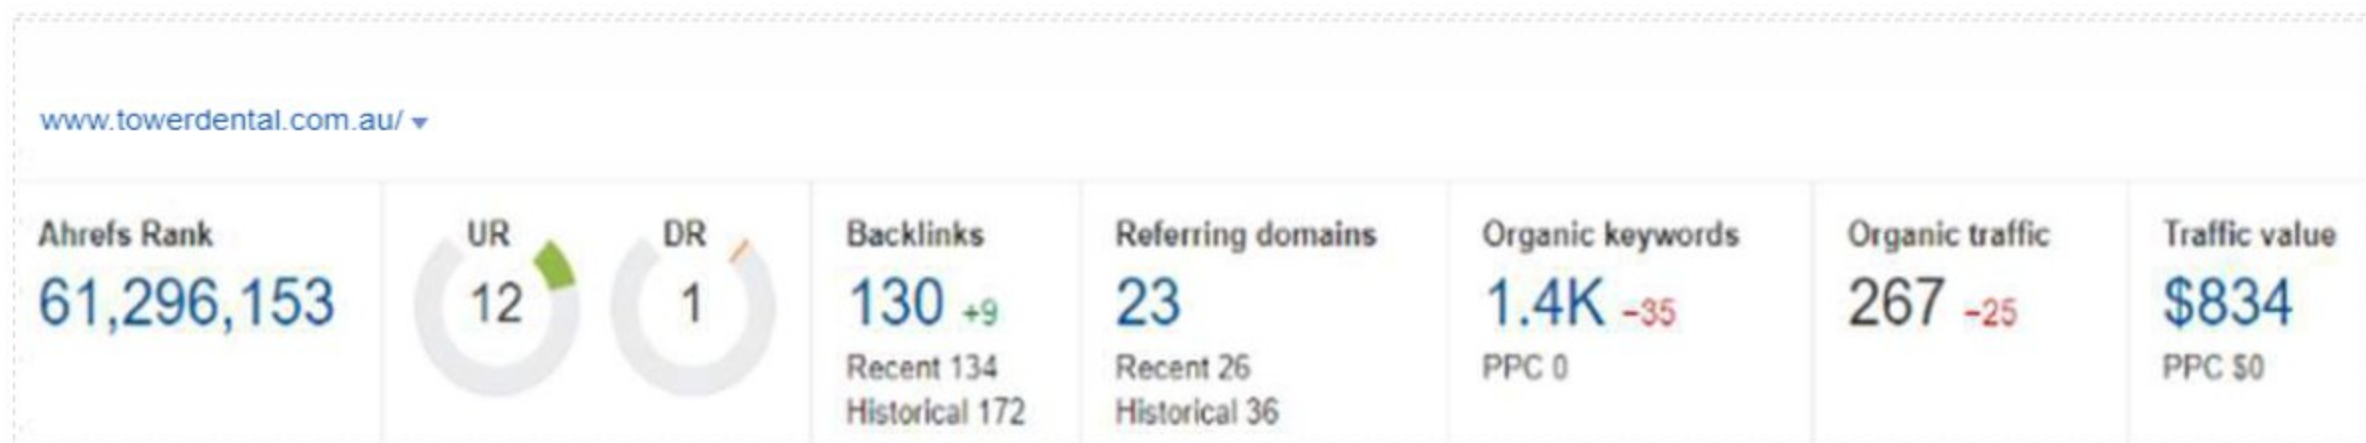 www.towerdental.com.au/
Ahrefs Rank
61,296,153
UR
12
DR
1
Backlinks
130 +9
Recent 134
Historical 172
Referring domains
23
Recent 26
Historical 36
Organic keywords
1.4K -35
PPC 0
Organic traffic
267 -25
Traffic value
$834
PPC $0